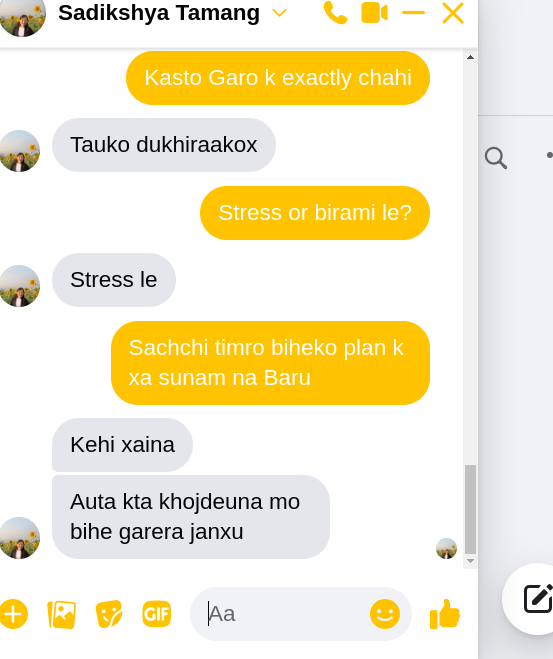 Sadikshya Tamang
Kasto Garo k exactly chahi
Tauko dukhiraakox
Stress or birami le?
Stress le
Sachchi timro biheko plan k
xa sunam na Baru
Kehi xaina
Auta kta khojdeuna mo
bihe garera janxu
GIF
Aa